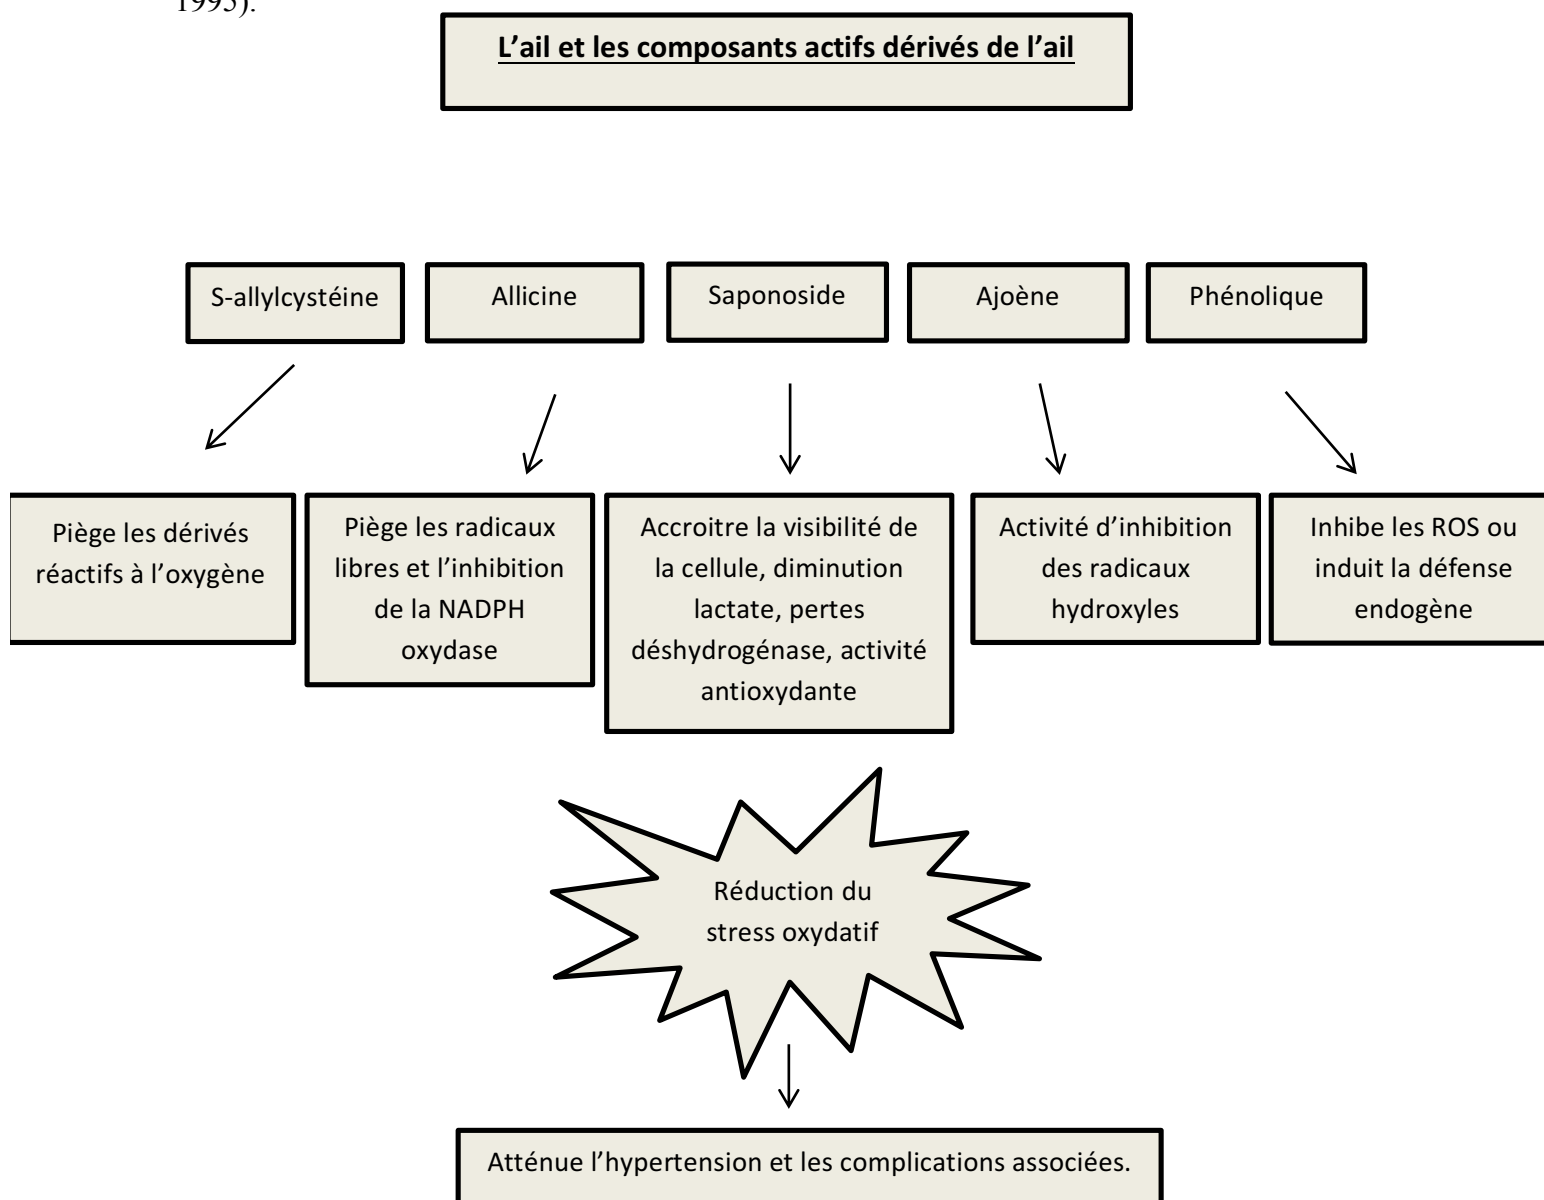 1995).
L’ail et les composants actifs dérivés de l’ail
S-allylcystéine
Allicine
Saponoside
Ajoène
Phénolique
Piège les dérivés
réactifs à l’oxygène
Piège les radicaux
libres et l’inhibition
de la NADPH
oxydase
Accroitre la visibilité de
la cellule, diminution
lactate, pertes
déshydrogénase, activité
antioxydante
Activité d’inhibition
des radicaux
hydroxyles
Inhibe les ROS ou
induit la défense
endogène
Réduction du
stress oxydatif
Atténue l’hypertension et les complications associées.